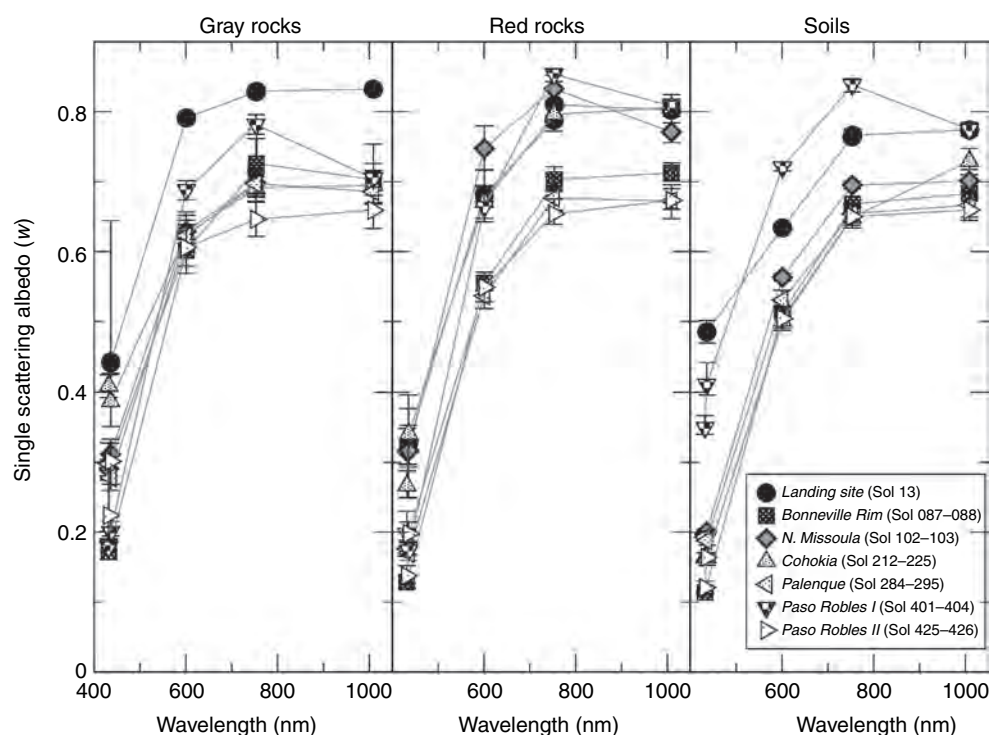 Gray rocks
Red rocks
Soils
Single scattering albedo (w)
0.8
0.6
0.4
0.2
0
400 600 800 1000
600 800 1000
600 800 1000
Wavelength (nm)
Wavelength (nm)
Wavelength (nm)
Landing site (Sol 13)
Bonneville Rim (Sol 087–088)
N. Missoula (Sol 102–103)
Cohokia (Sol 212–225)
Palenque (Sol 284–295)
Paso Robles I (Sol 401–404)
Paso Robles II (Sol 425–426)